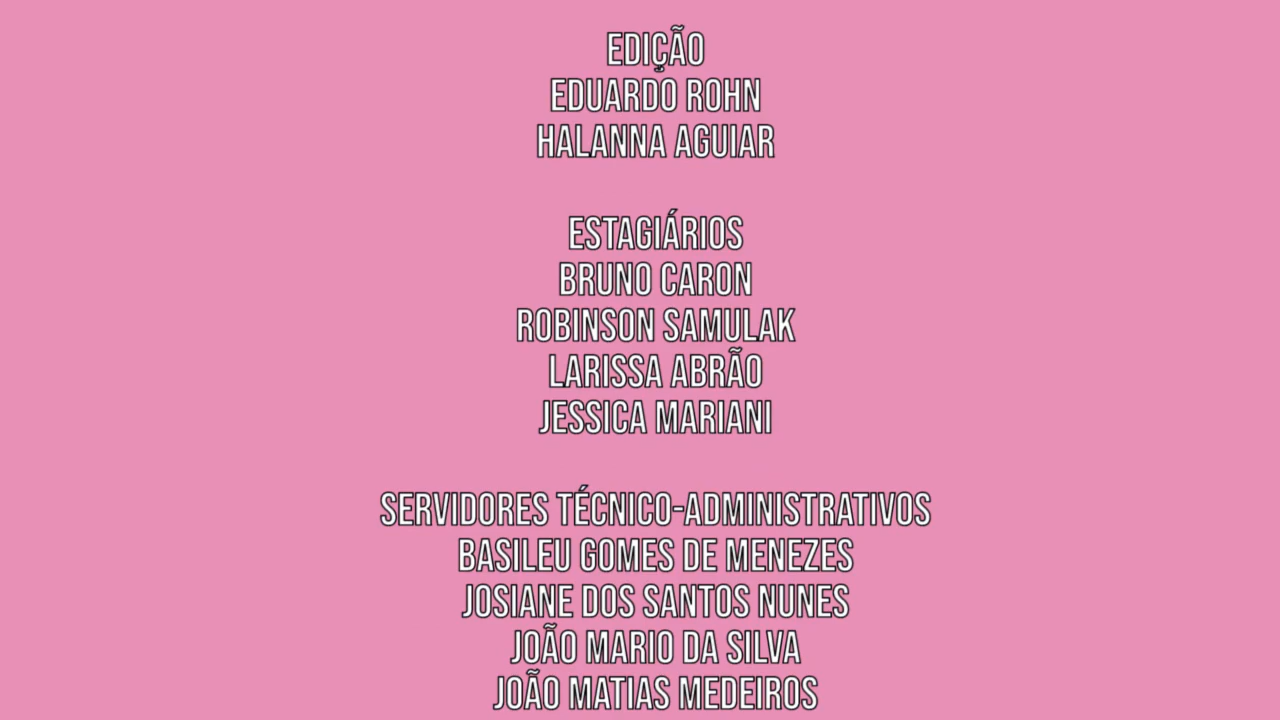 EDIÇÃO
EDUARDO ROHN
HALANNA AGUIAR
ESTAGIÁRIOS
BRUNO CARON
ROBINSON SAMULAK
LARISSA ABRÃO
JESSICA MARIANI
SERVIDORES TÉCNICO-ADMINISTRATIVOS
BASILEU GOMES DE MENEZES
JOSIANE DOS SANTOS NUNES
JOÃO MARIO DA SILVA
JOÃO MATIAS MEDEIROS